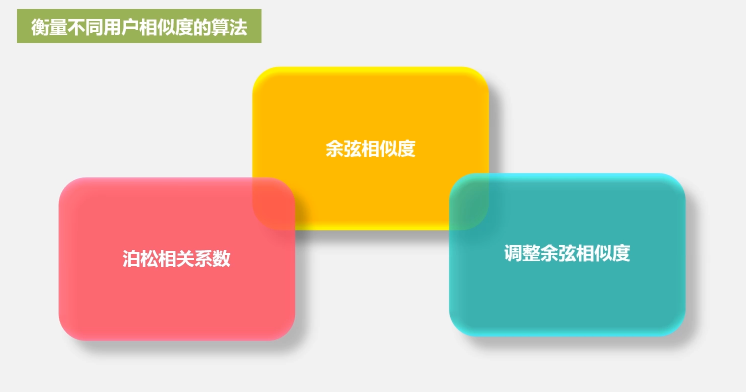 衡量不同用户相似度的算法
余弦相似度
泊松相关系数
调整余弦相似度